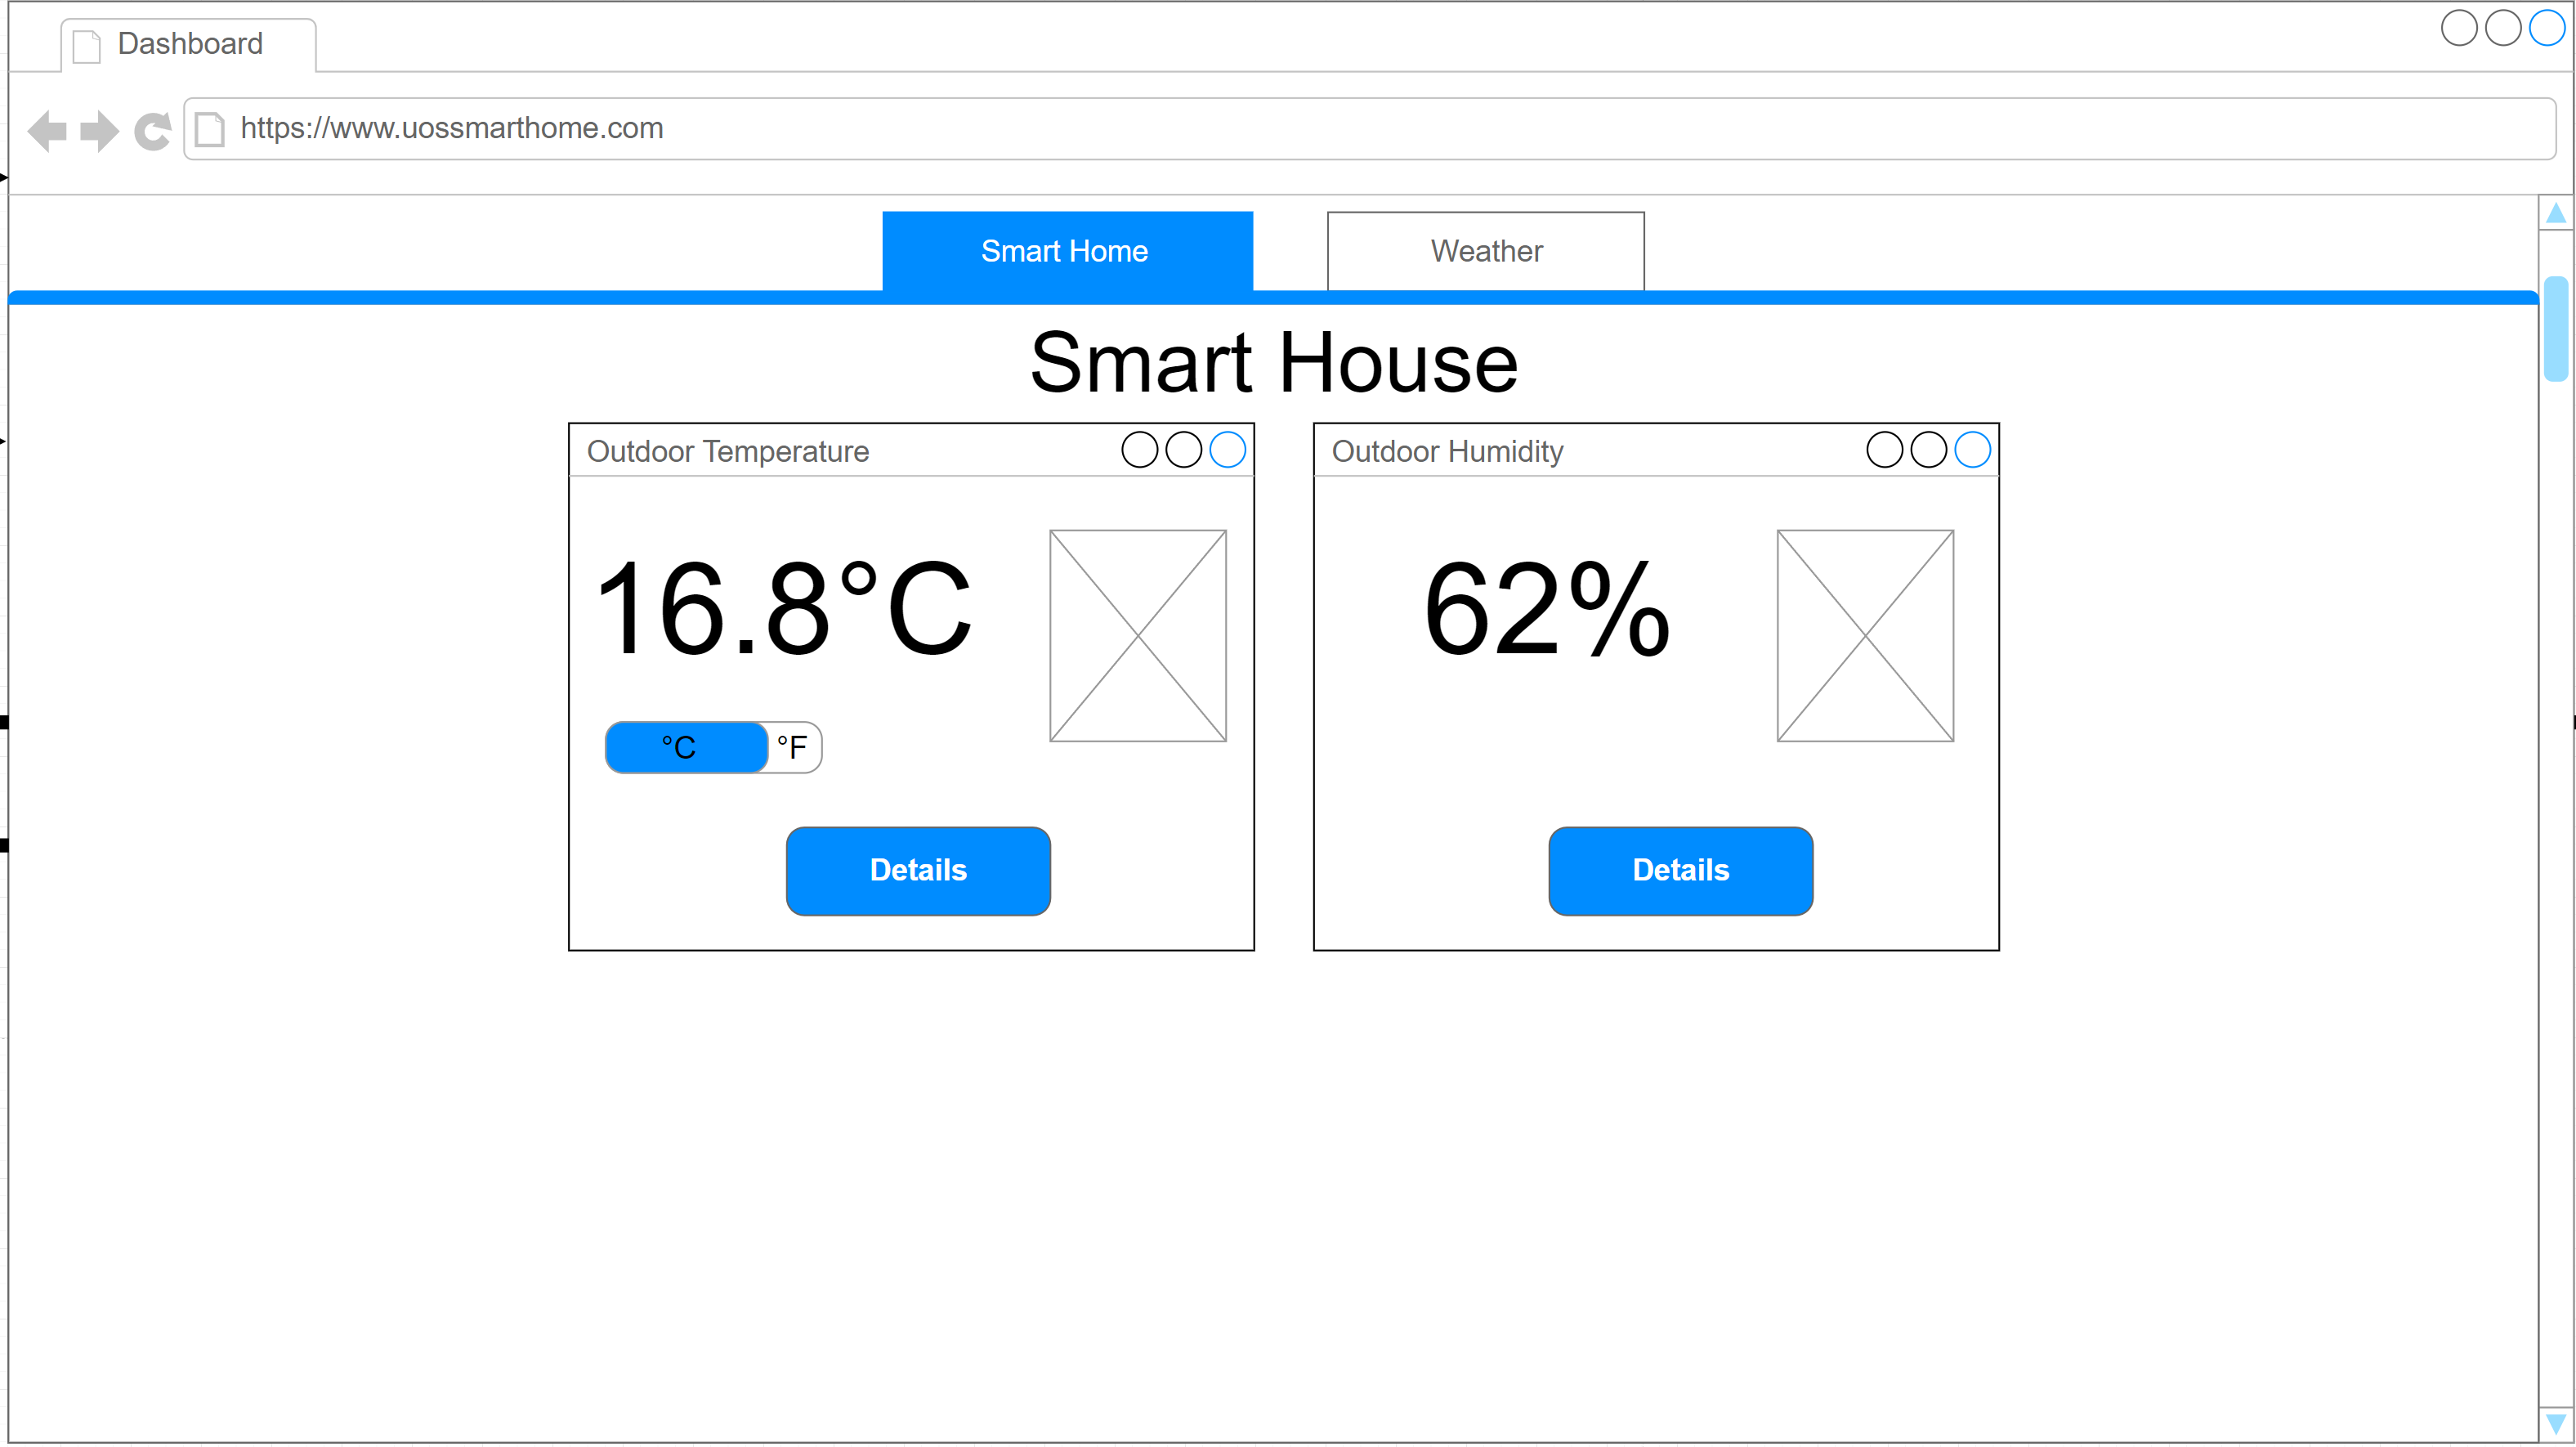 Dashboard
https://www.uossmarthome.com
Smart Home
Weather
Smart House
Outdoor Temperature
16.8°C
°C °F
Details
Outdoor Humidity
62%
Details